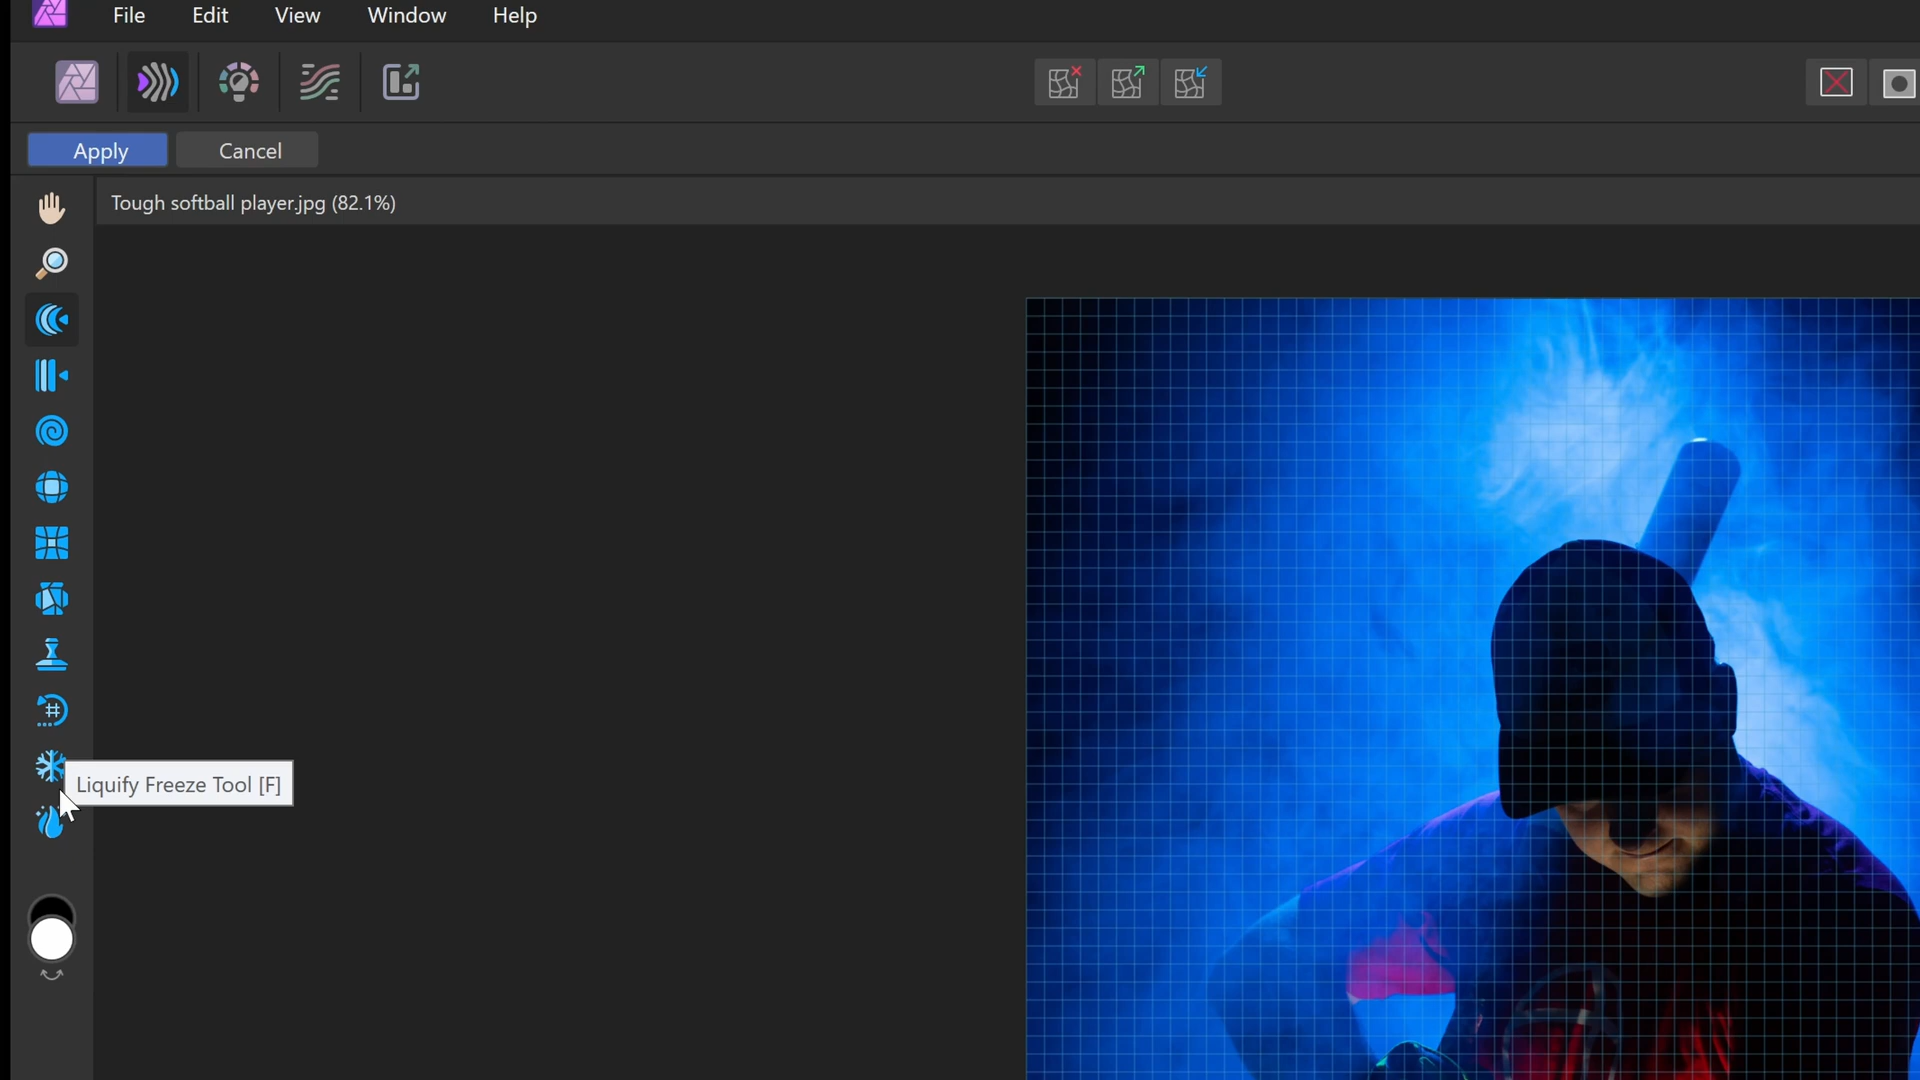 File Edit View Window Help
Apply Cancel
Tough softball player.jpg (82.1%)
Liquify Freeze Tool [F]